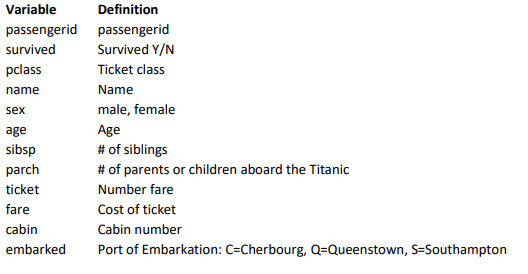 Variable Definition
passengerid passengerid
survived Survived Y/N
pclass Ticket class
name Name
sex male, female
age Age
sibsp # of siblings
parch # of parents or children aboard the Titanic
ticket Number fare
fare Cost of ticket
cabin Cabin number
embarked Port of Embarkation: C=Cherbourg, Q=Queenstown, S=Southampton